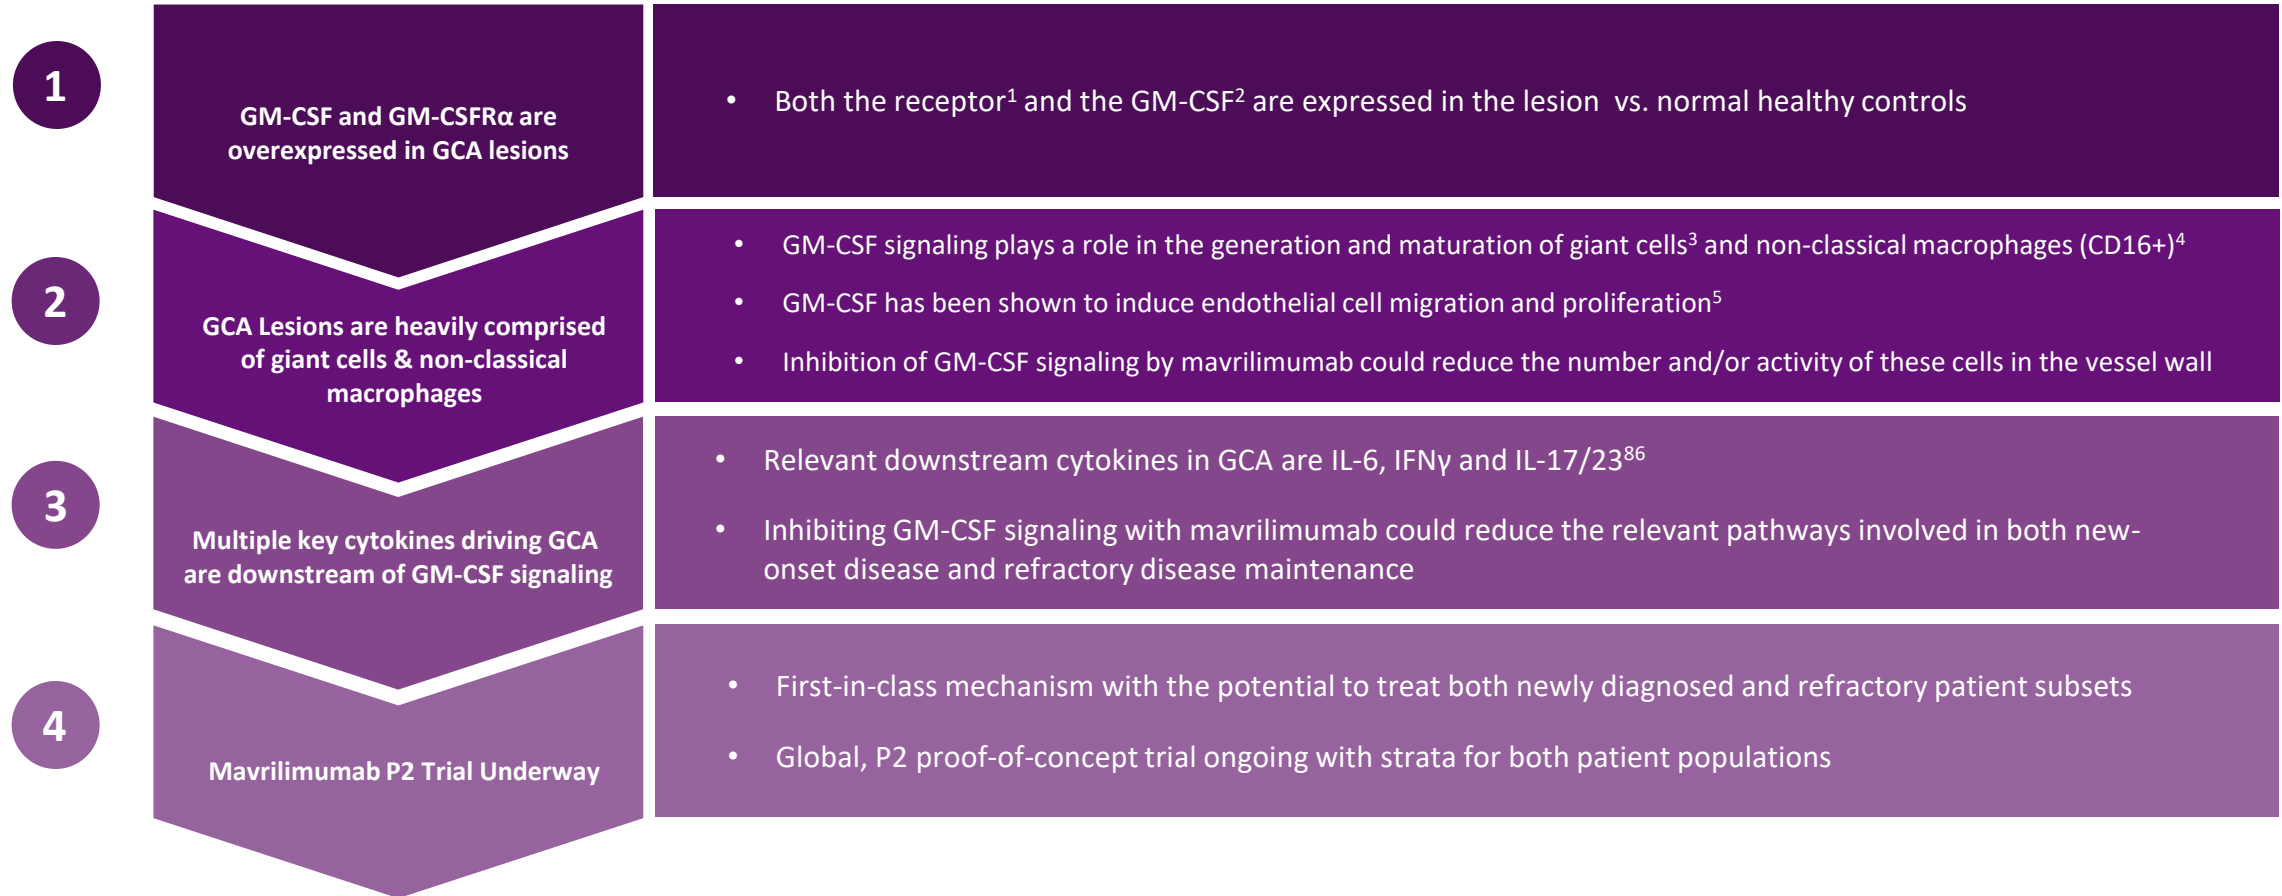 1
GM-CSF and GM-CSFRα are
overexpressed in GCA lesions
• Both the receptor¹ and the GM-CSF² are expressed in the lesion  vs. normal healthy controls
2
GCA Lesions are heavily comprised
of giant cells & non-classical
macrophages
• GM-CSF signaling plays a role in the generation and maturation of giant cells³ and non-classical macrophages (CD16+)⁴
• GM-CSF has been shown to induce endothelial cell migration and proliferation⁵
• Inhibition of GM-CSF signaling by mavrilimumab could reduce the number and/or activity of these cells in the vessel wall
3
Multiple key cytokines driving GCA
are downstream of GM-CSF signaling
• Relevant downstream cytokines in GCA are IL-6, IFNγ and IL-17/23⁸⁶
• Inhibiting GM-CSF signaling with mavrilimumab could reduce the relevant pathways involved in both new-
onset disease and refractory disease maintenance
4
Mavrilimumab P2 Trial Underway
• First-in-class mechanism with the potential to treat both newly diagnosed and refractory patient subsets
• Global, P2 proof-of-concept trial ongoing with strata for both patient populations